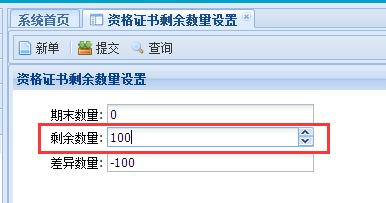 系统首页 资格证书剩余数量设置
新单 提交 查询
资格证书剩余数量设置
期末数量: 0
剩余数量: 100
差异数量: -100